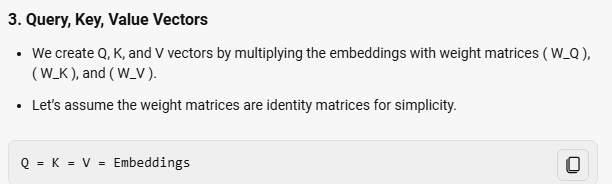 3. Query, Key, Value Vectors
• We create Q, K, and V vectors by multiplying the embeddings with weight matrices ( W_Q ),
( W_K ), and ( W_V ).
• Let’s assume the weight matrices are identity matrices for simplicity.
Q = K = V = Embeddings